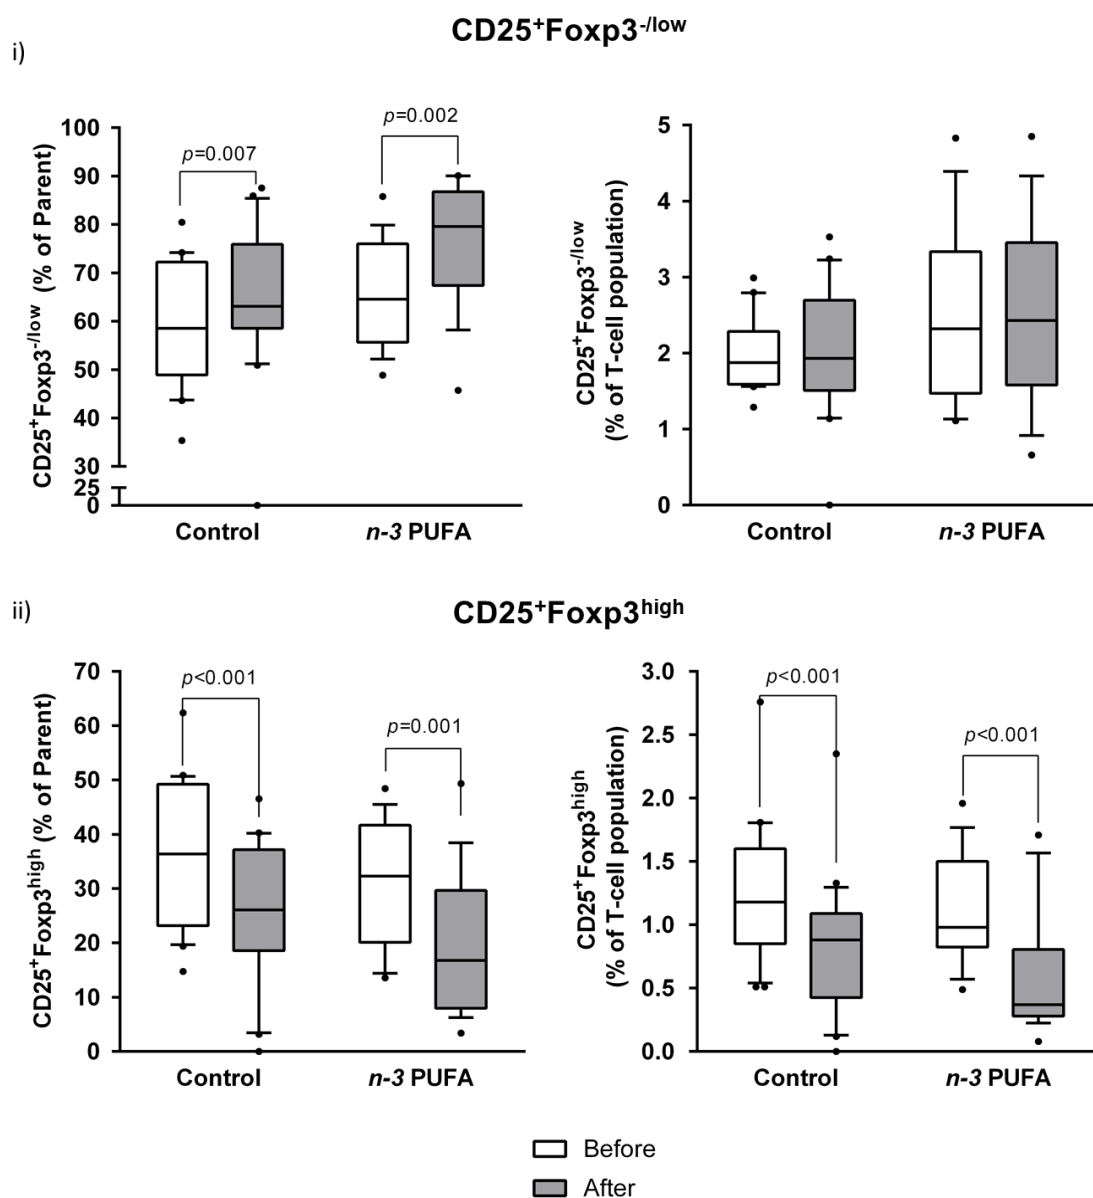 CD25⁺Foxp3⁻/ˡᵒʷ
i)
CD25⁺Foxp3⁻/ˡᵒʷ (% of Parent)
100
90
80
70
60
50
40
30
25
0
p=0.007
p=0.002
Control
n-3 PUFA
CD25⁺Foxp3⁻/ˡᵒʷ
(% of T-cell population)
5
4
3
2
1
0
Control
n-3 PUFA
ii)
CD25⁺Foxp3ʰⁱᵍʰ
CD25⁺Foxp3ʰⁱᵍʰ (% of Parent)
70
60
50
40
30
20
10
0
p<0.001
p=0.001
Control
n-3 PUFA
CD25⁺Foxp3ʰⁱᵍʰ
(% of T-cell population)
3.0
2.5
2.0
1.5
1.0
0.5
0.0
p<0.001
p<0.001
Control
n-3 PUFA
Before
After